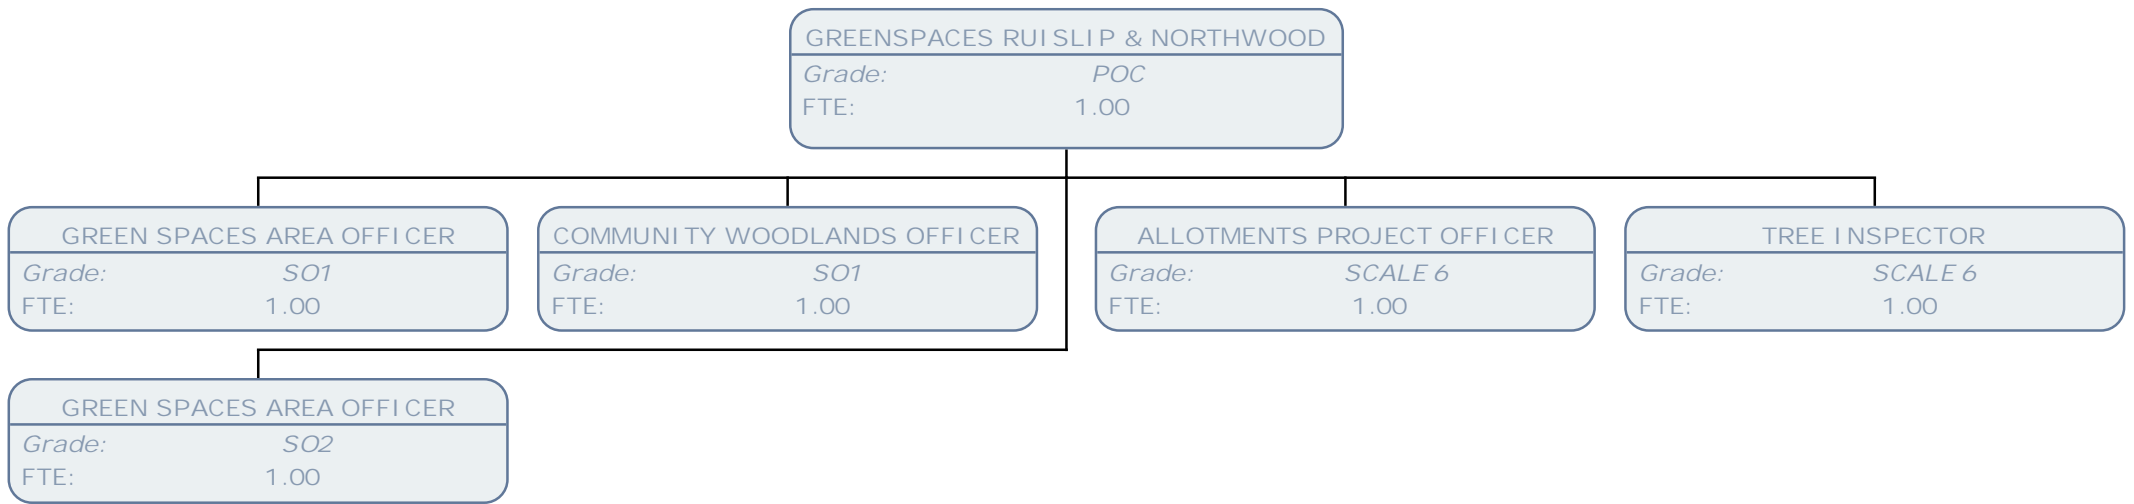 GREENSPACES RUISLIP & NORTHWOOD
Grade: POC
FTE: 1.00
GREEN SPACES AREA OFFICER
Grade: SO1
FTE: 1.00
COMMUNITY WOODLANDS OFFICER
Grade: SO1
FTE: 1.00
ALLOTMENTS PROJECT OFFICER
Grade: SCALE 6
FTE: 1.00
TREE INSPECTOR
Grade: SCALE 6
FTE: 1.00
GREEN SPACES AREA OFFICER
Grade: SO2
FTE: 1.00